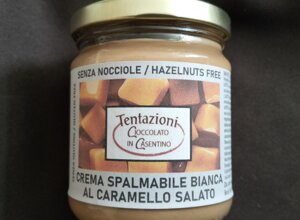 SENZA NOCCIOLE / HAZELNUTS FREE
Tentazioni
CIOCCOLATO
IN CASENTINO
CREMA SPALMABILE BIANCA
AL CARAMELLO SALATO